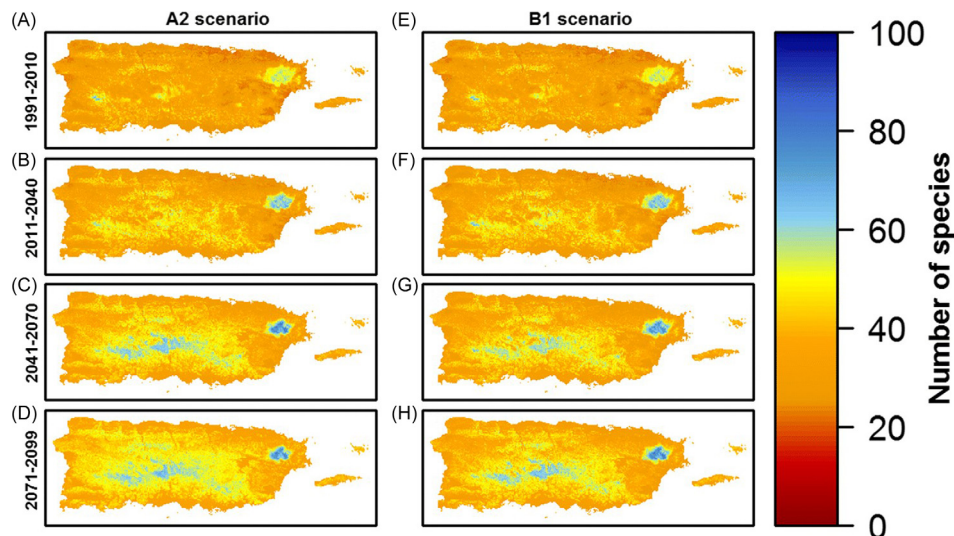 (A) A2 scenario (E) B1 scenario
1991-2010
(B) (F)
2011-2040
(C) (G)
2041-2070
(D) (H)
2071-2099
100
80
60
40
20
0
Number of species